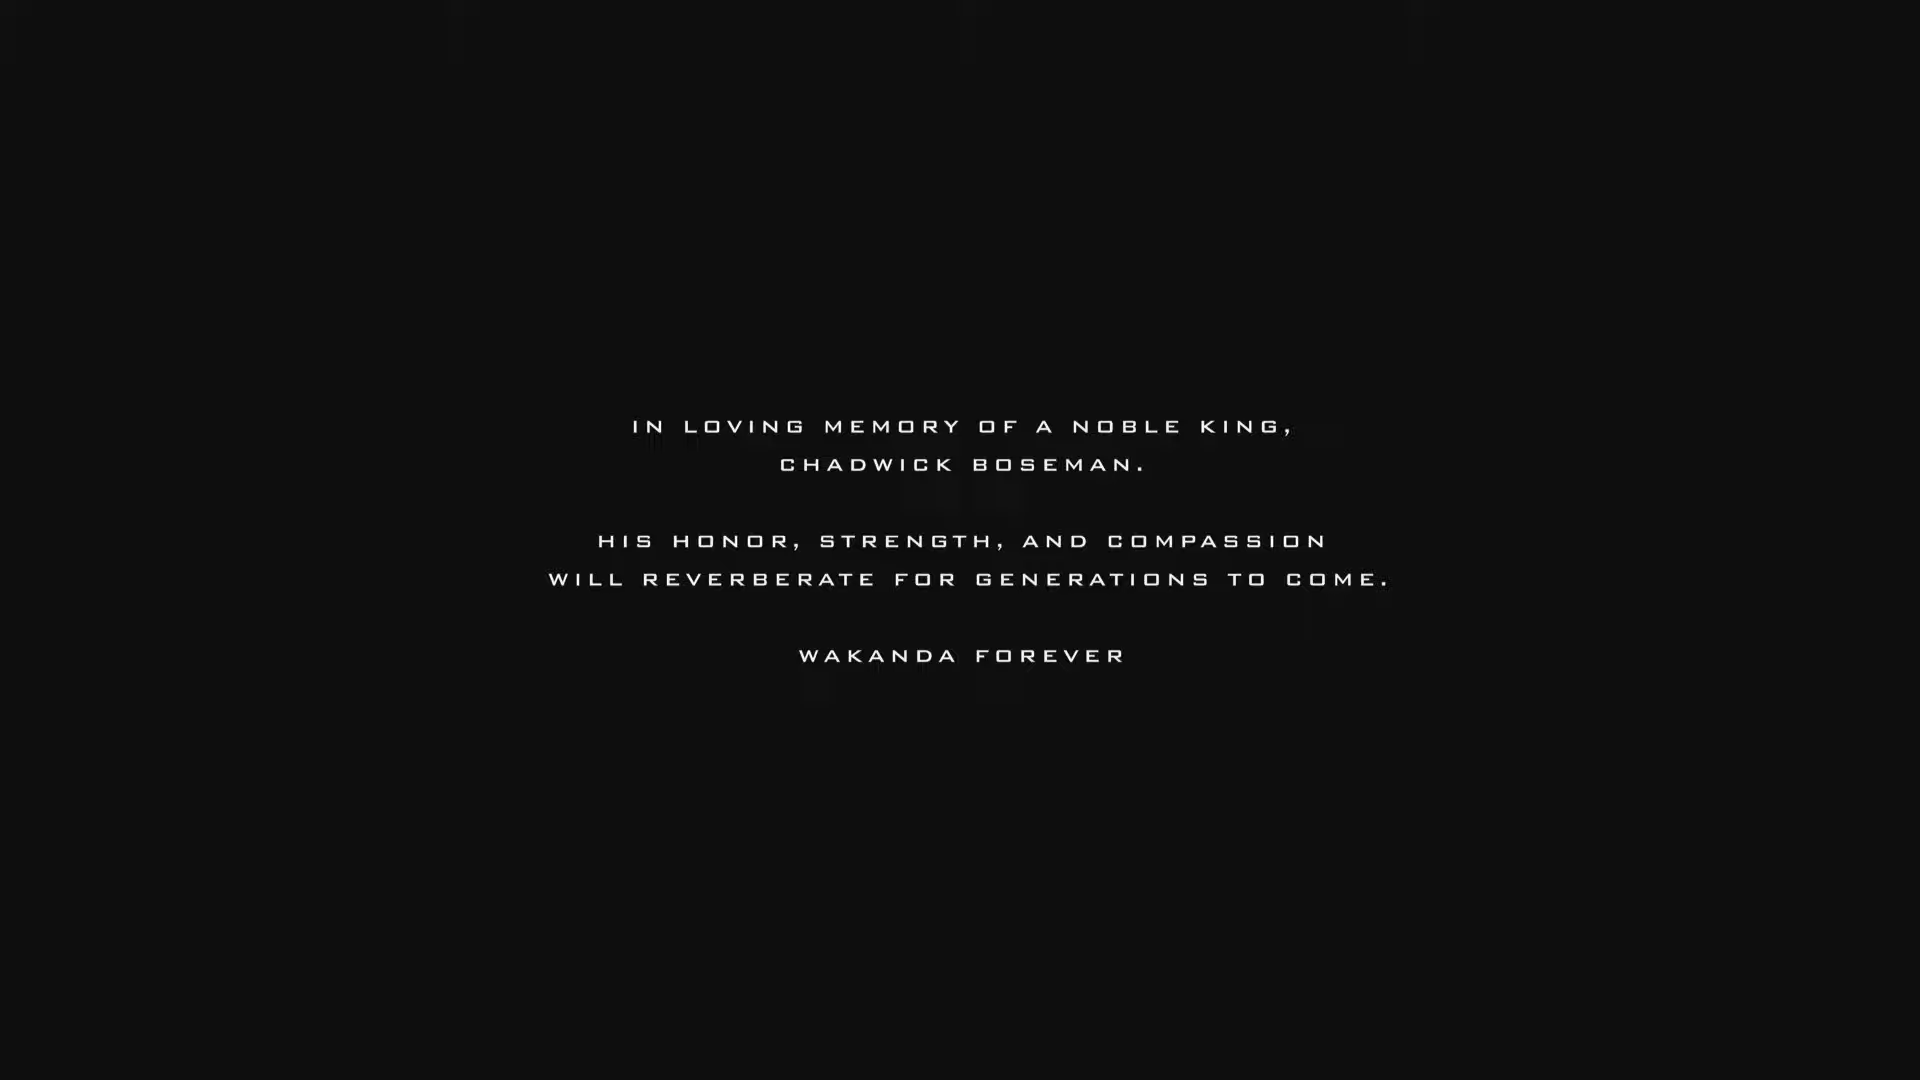 IN LOVING MEMORY OF A NOBLE KING,
CHADWICK BOSEMAN.
HIS HONOR, STRENGTH, AND COMPASSION
WILL REVERBERATE FOR GENERATIONS TO COME.
WAKANDA FOREVER